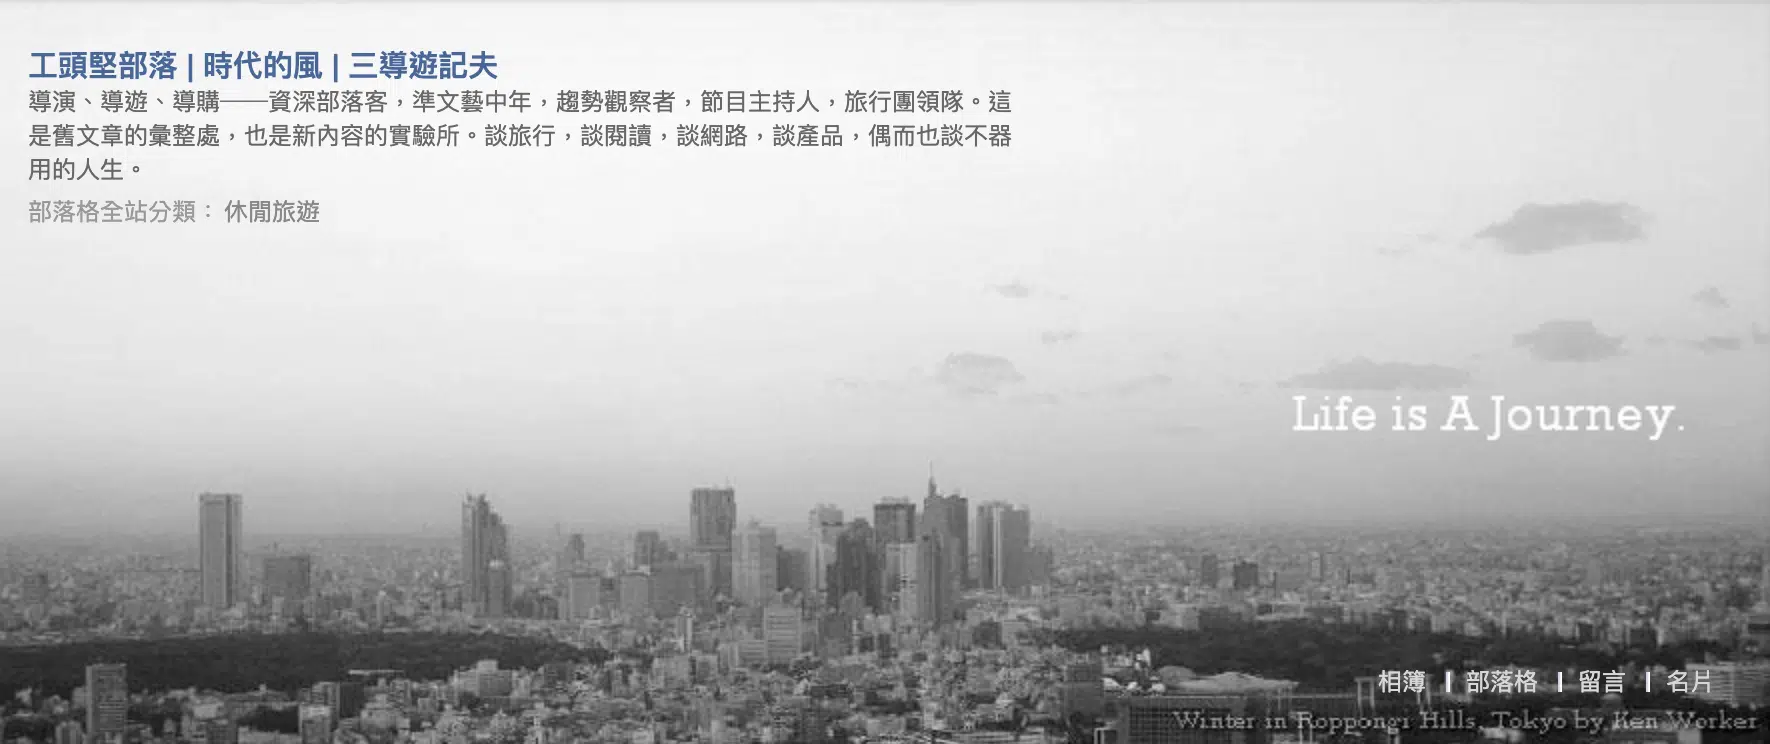 工頭堅部落 | 時代的風 | 三導遊記夫
導演、導遊、導購──資深部落客，準文藝中年，趨勢觀察者，節目主持人，旅行團領隊。這
是舊文章的彙整處，也是新內容的實驗所。談旅行，談閱讀，談網路，談產品，偶而也談不器
用的人生。
部落格全站分類： 休閒旅遊
Life is A Journey.
相簿 | 部落格 | 留言 | 名片
Winter in Roppongi Hills, Tokyo by Ken Worker